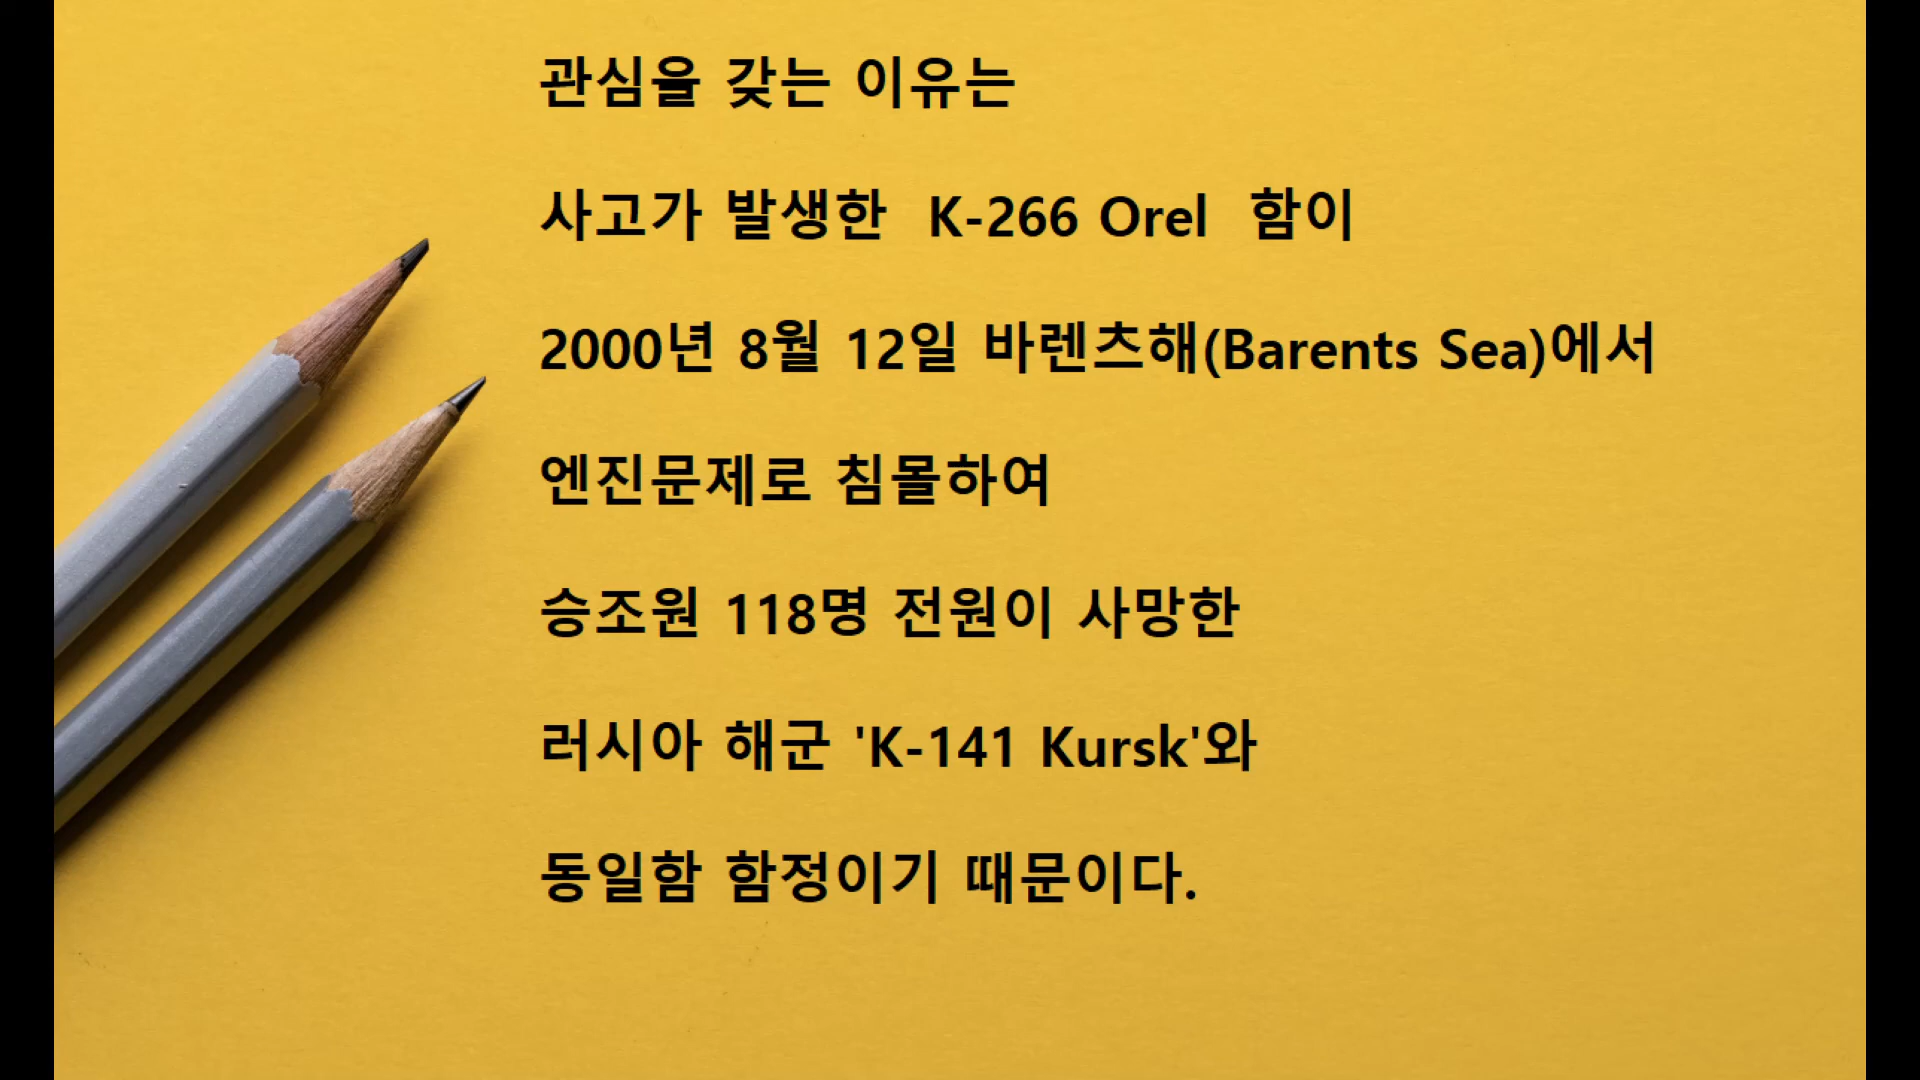 관심을 갖는 이유는
사고가 발생한 K-266 Orel 함이
2000년 8월 12일 바렌츠해(Barents Sea)에서
엔진문제로 침몰하여
승조원 118명 전원이 사망한
러시아 해군 'K-141 Kursk'와
동일함 함정이기 때문이다.